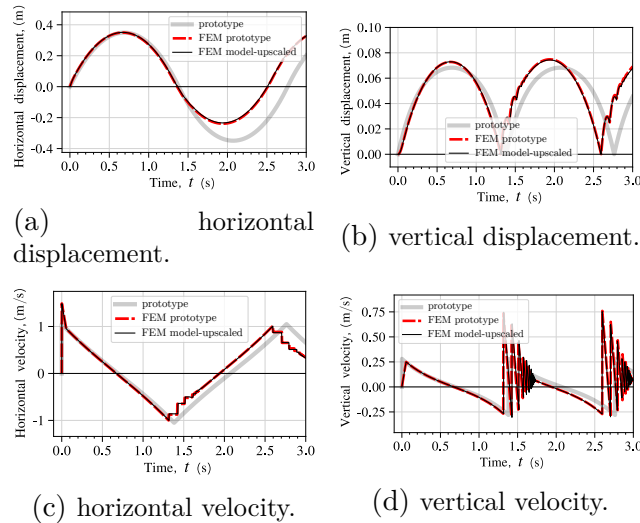 0.4
0.2
0.0
-0.2
-0.4
Horizontal displacement, (m)
prototype
FEM prototype
FEM model-upscaled
0.0 0.5 1.0 1.5 2.0 2.5 3.0
Time, t (s)
(a) horizontal
displacement.
0.10
0.08
0.06
0.04
0.02
0.00
Vertical displacement, (m)
prototype
FEM prototype
FEM model-upscaled
0.0 0.5 1.0 1.5 2.0 2.5 3.0
Time, t (s)
(b) vertical displacement.
1
0
-1
Horizontal velocity, (m/s)
prototype
FEM prototype
FEM model-upscaled
0.0 0.5 1.0 1.5 2.0 2.5 3.0
Time, t (s)
(c) horizontal velocity.
0.75
0.50
0.25
0.00
-0.25
Vertical velocity, (m/s)
prototype
FEM prototype
FEM model-upscaled
0.0 0.5 1.0 1.5 2.0 2.5 3.0
Time, t (s)
(d) vertical velocity.